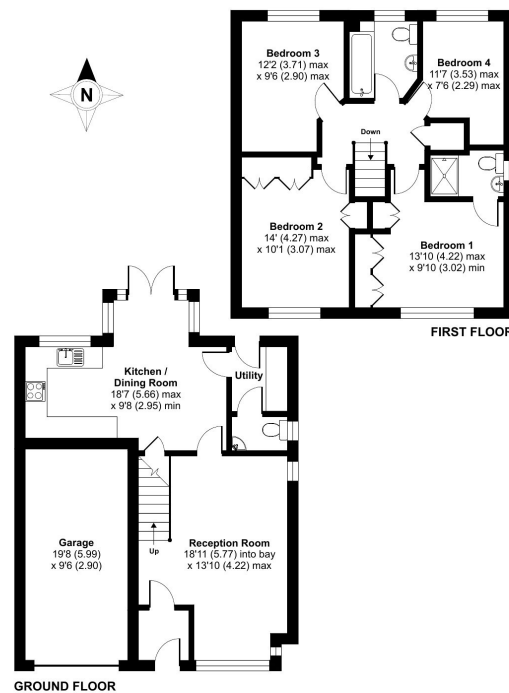 N
Bedroom 3
12'2 (3.71) max
x 9'6 (2.90) max
Bedroom 4
11'7 (3.53) max
x 7'6 (2.29) max
Down
Bedroom 2
14' (4.27) max
x 10'1 (3.07) max
Bedroom 1
13'10 (4.22) max
x 9'10 (3.02) min
FIRST FLOOR
Kitchen /
Dining Room
18'7 (5.66) max
x 9'8 (2.95) min
Utility
Garage
19'8 (5.99)
x 9'6 (2.90)
Up
Reception Room
18'11 (5.77) into bay
x 13'10 (4.22) max
GROUND FLOOR